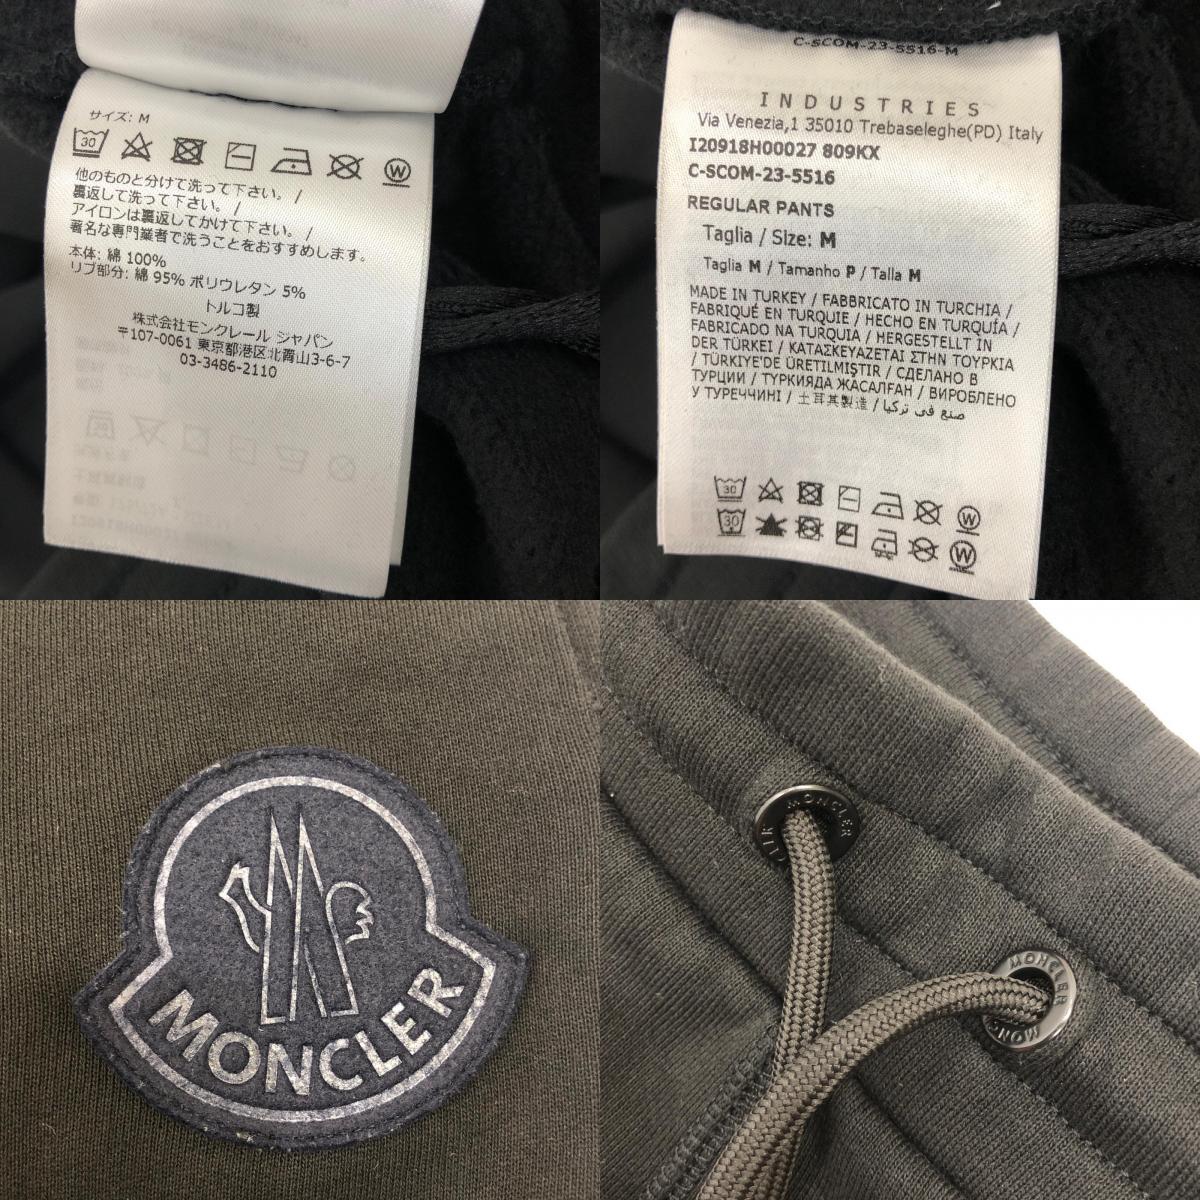 サイズ: M
30
W
他のものと分けて洗って下さい。 /
裏返して洗って下さい。 /
アイロンは裏返してかけて下さい。 /
著名な専門業者で洗うことをおすすめします。
本体: 綿 100%
リブ部分: 綿 95% ポリウレタン 5%
トルコ製
株式会社モンクレール ジャパン
〒107-0061 東京都港区北青山3-6-7
03-3486-2110
C-SCOM-23-5516-M
INDUSTRIES
Via Venezia,1 35010 Trebaseleghe(PD) Italy
I20918H00027 809KX
C-SCOM-23-5516
REGULAR PANTS
Taglia / Size: M
Taglia M / Tamanho P / Talla M
MADE IN TURKEY / FABBRICATO IN TURCHIA /
FABRIQUÉ EN TURQUIE / HECHO EN TURQUÍA /
FABRICADO NA TURQUIA / HERGESTELLT IN
DER TÜRKEI / ΚΑΤΑΣΚΕΥΑΖΕΤΑΙ ΣΤΗΝ ΤΟΥΡΚΙΑ
/ TÜRKİYE'DE ÜRETİLMİŞTİR / СДЕЛАНО В
ТУРЦИИ / ТУРКИЯДА ЖАСАЛҒАН / ВИРОБЛЕНО
У ТУРЕЧЧИНІ / 土耳其製造 / صنع في تركيا
30
W
30
W
MONCLER
MONCLER
MONCLER